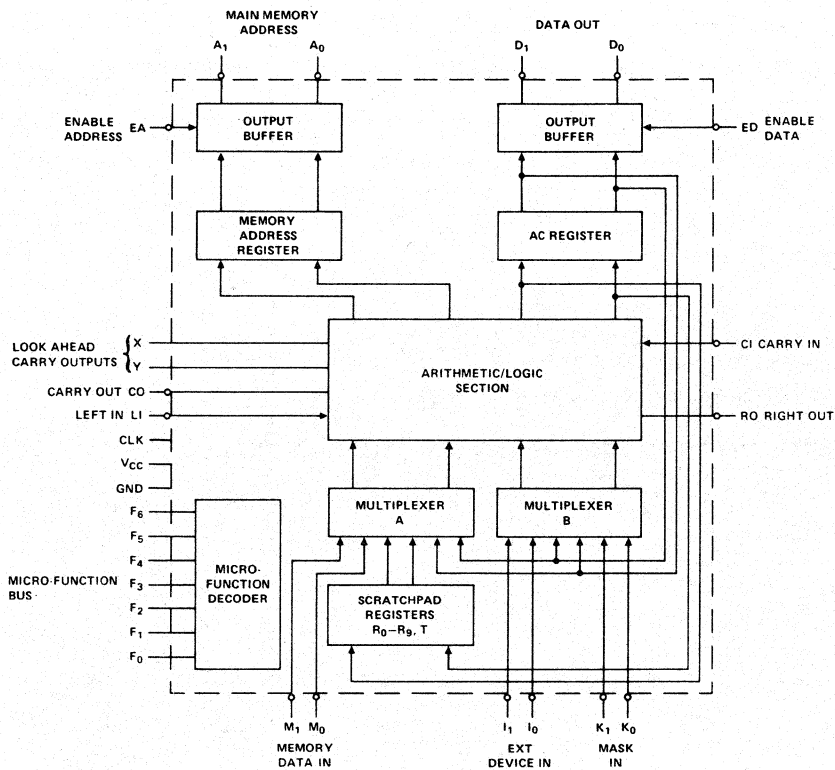 MAIN MEMORY
ADDRESS
A1 A0
DATA OUT
D1 D0
ENABLE
ADDRESS EA
OUTPUT
BUFFER
OUTPUT
BUFFER
ED ENABLE
DATA
MEMORY
ADDRESS
REGISTER
AC REGISTER
LOOK AHEAD
CARRY OUTPUTS
X
Y
ARITHMETIC/LOGIC
SECTION
CI CARRY IN
CARRY OUT CO
LEFT IN LI
RO RIGHT OUT
CLK
VCC
GND
MULTIPLEXER
A
MULTIPLEXER
B
MICRO-FUNCTION
BUS
F6
F5
F4
F3
F2
F1
F0
MICRO-
FUNCTION
DECODER
SCRATCHPAD
REGISTERS
R0–R9, T
M1 M0
MEMORY
DATA IN
I1 I0
EXT
DEVICE IN
K1 K0
MASK
IN